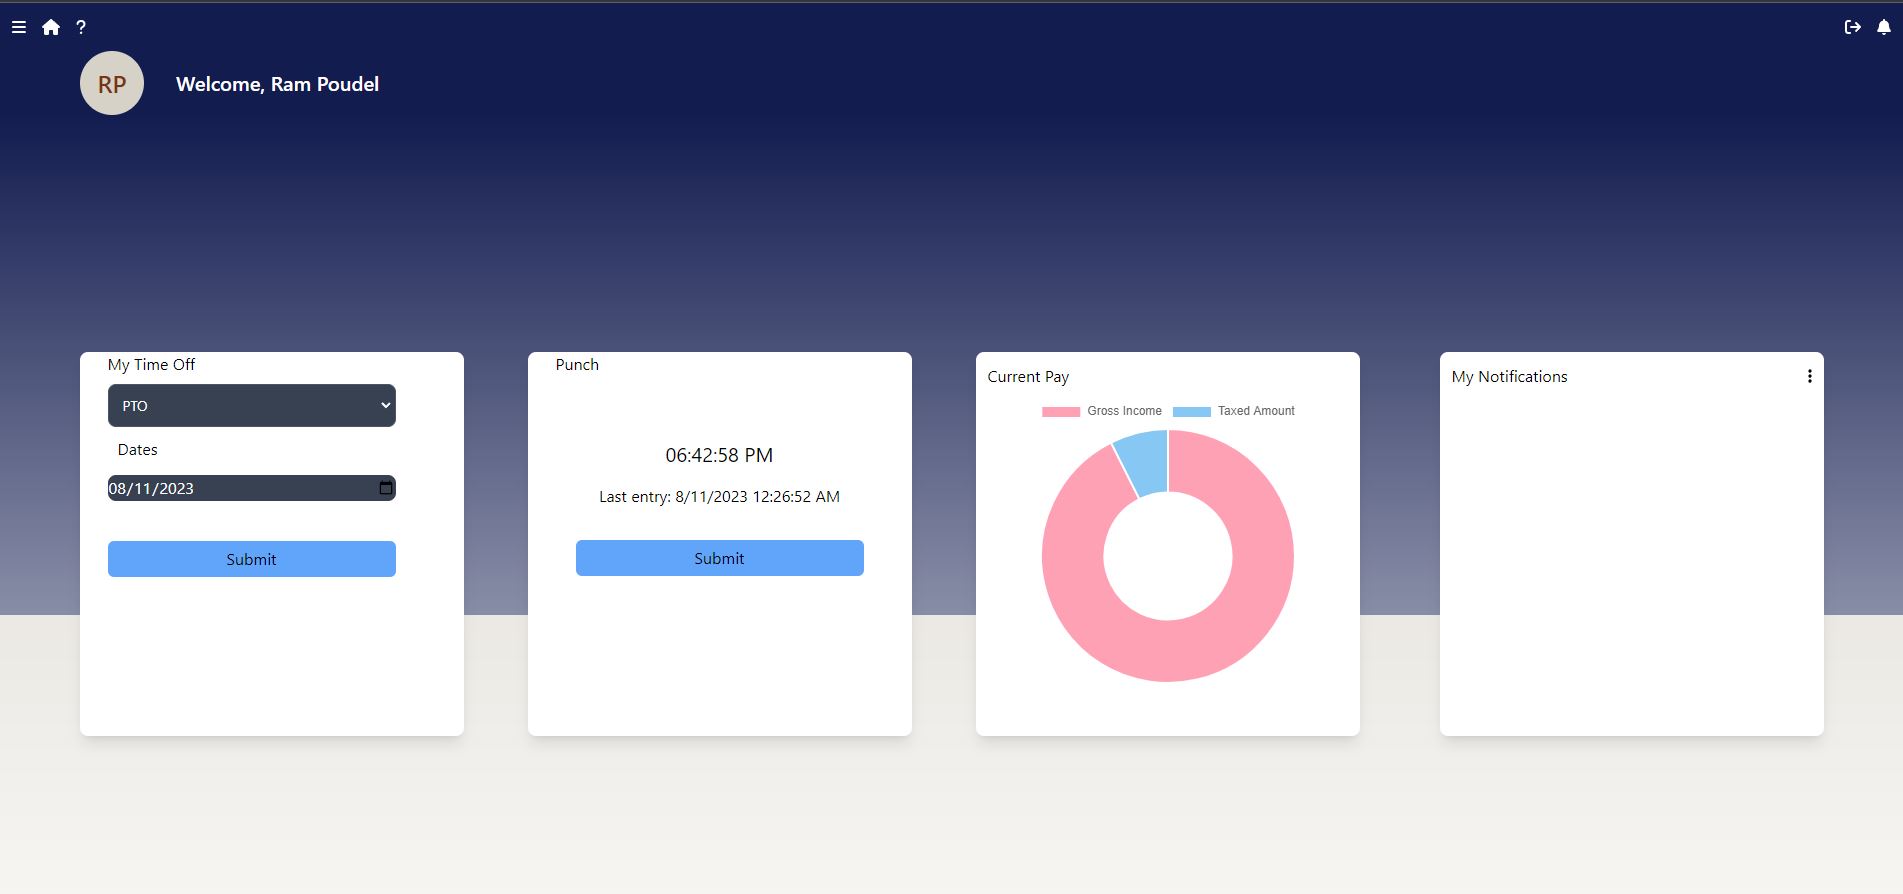 ?
RP
Welcome, Ram Poudel
My Time Off
PTO
Dates
08/11/2023
Submit
Punch
06:42:58 PM
Last entry: 8/11/2023 12:26:52 AM
Submit
Current Pay
Gross Income
Taxed Amount
My Notifications